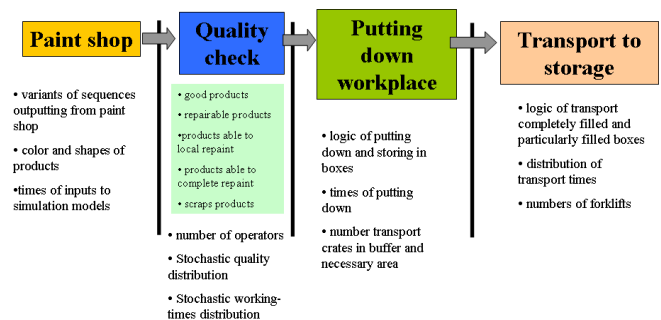 Paint shop
• variants of sequences
outputting from paint
shop
• color and shapes of
products
•times of inputs to
simulation models
Quality
check
• good products
• repairable products
•products able to
local repaint
• products able to
complete repaint
• scraps products
• number of operators
• Stochastic quality
distribution
• Stochastic working-
times distribution
Putting
down
workplace
• logic of putting
down and storing in
boxes
• times of putting
down
• number transport
crates in buffer and
necessary area
Transport to
storage
• logic of transport
completely filled and
particularly filled boxes
• distribution of
transport times
• numbers of forklifts